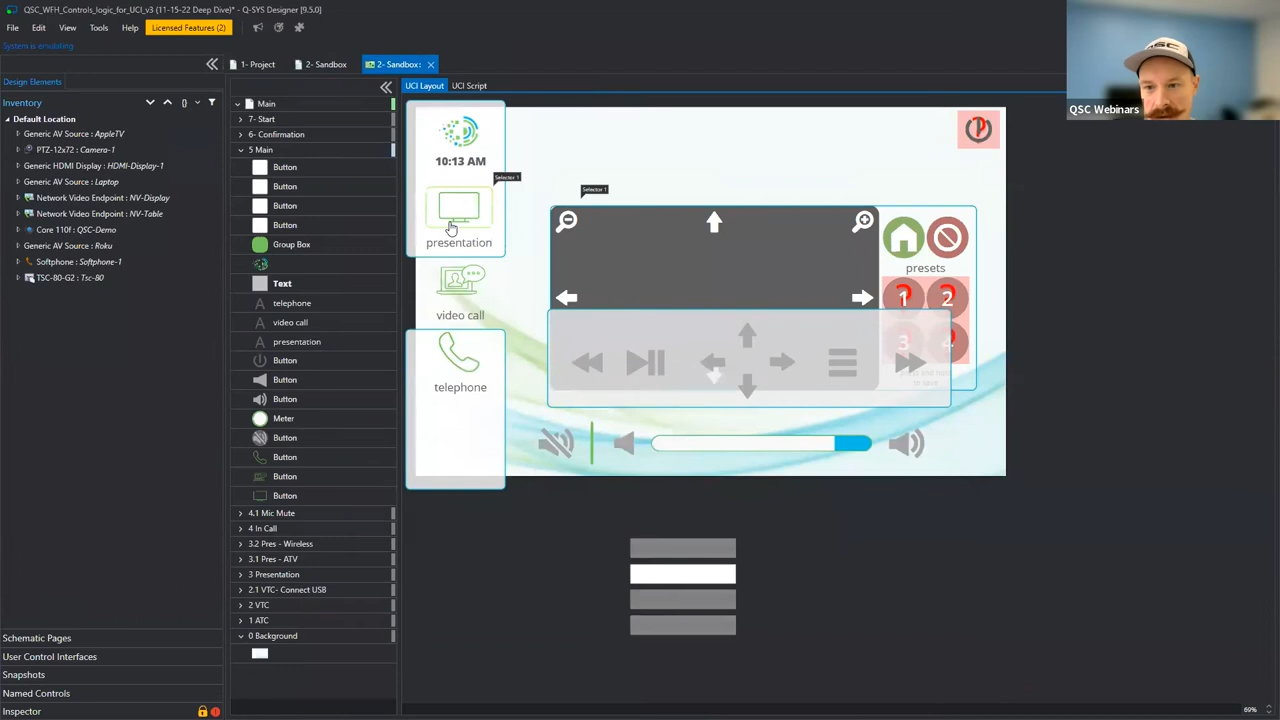 QSC_WFH_Controls_logic_for_UCI_v3 (11-15-22 Deep Dive)* - Q-SYS Designer [9.5.0]
File Edit View Tools Help Licensed Features (2)
System is emulating
1- Project 2- Sandbox 2- Sandbox:
Design Elements
UCI Layout UCI Script
Inventory
Default Location
Generic AV Source : AppleTV
PTZ-12x72 : Camera-1
Generic HDMI Display : HDMI-Display-1
Generic AV Source : Laptop
Network Video Endpoint : NV-Display
Network Video Endpoint : NV-Table
Core 110f : QSC-Demo
Generic AV Source : Roku
Softphone : Softphone-1
TSC-80-G2 : Tsc-80
Schematic Pages
User Control Interfaces
Snapshots
Named Controls
Inspector
Main
7- Start
6- Confirmation
5 Main
Button
Button
Button
Button
Group Box
Text
telephone
video call
presentation
Button
Button
Button
Meter
Button
Button
Button
Button
4.1 Mic Mute
4 In Call
3.2 Pres - Wireless
3.1 Pres - ATV
3 Presentation
2.1 VTC- Connect USB
2 VTC
1 ATC
0 Background
10:13 AM
Selector 1
Selector 1
presentation
video call
telephone
presets
1 2
3 4
QSC Webinars
69%